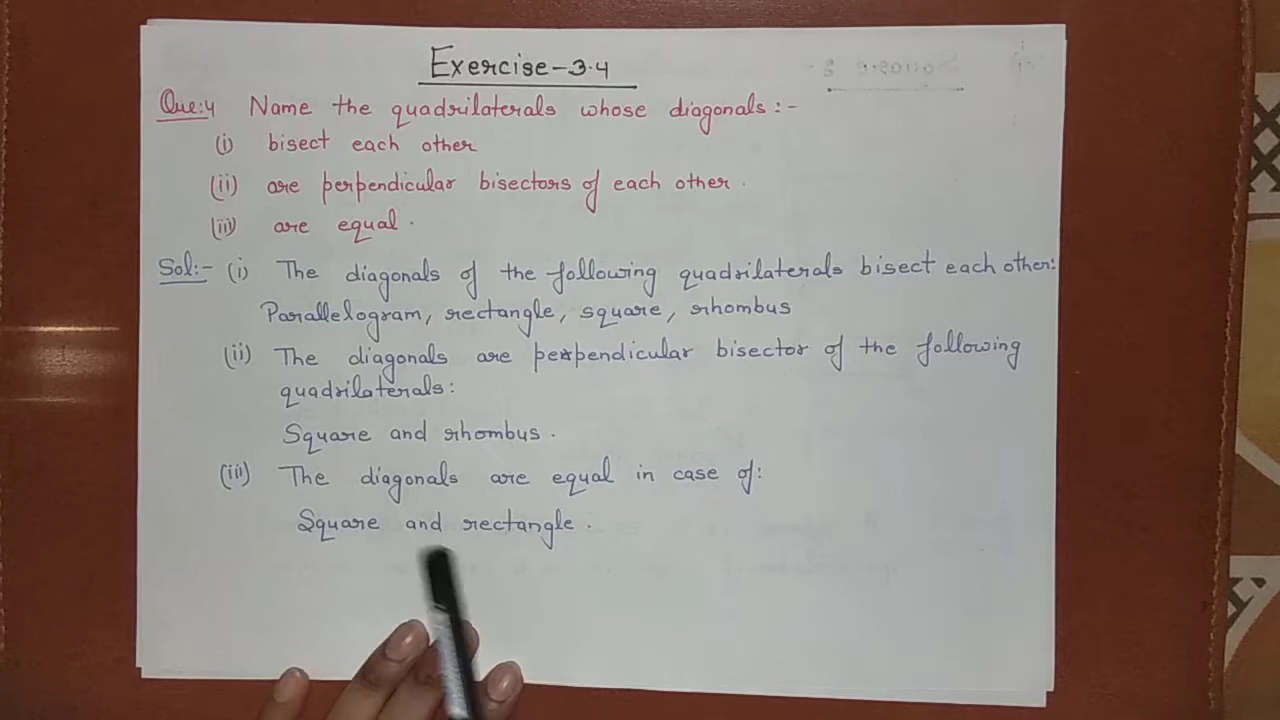 Exercise-3.4
Que:4 Name the quadrilaterals whose diagonals :-
(i) bisect each other
(ii) are perpendicular bisectors of each other.
(iii) are equal.
Sol:- (i) The diagonals of the following quadrilaterals bisect each other:
Parallelogram, rectangle, square, rhombus
(ii) The diagonals are perpendicular bisector of the following
quadrilaterals:
Square and rhombus.
(iii) The diagonals are equal in case of:
Square and rectangle.